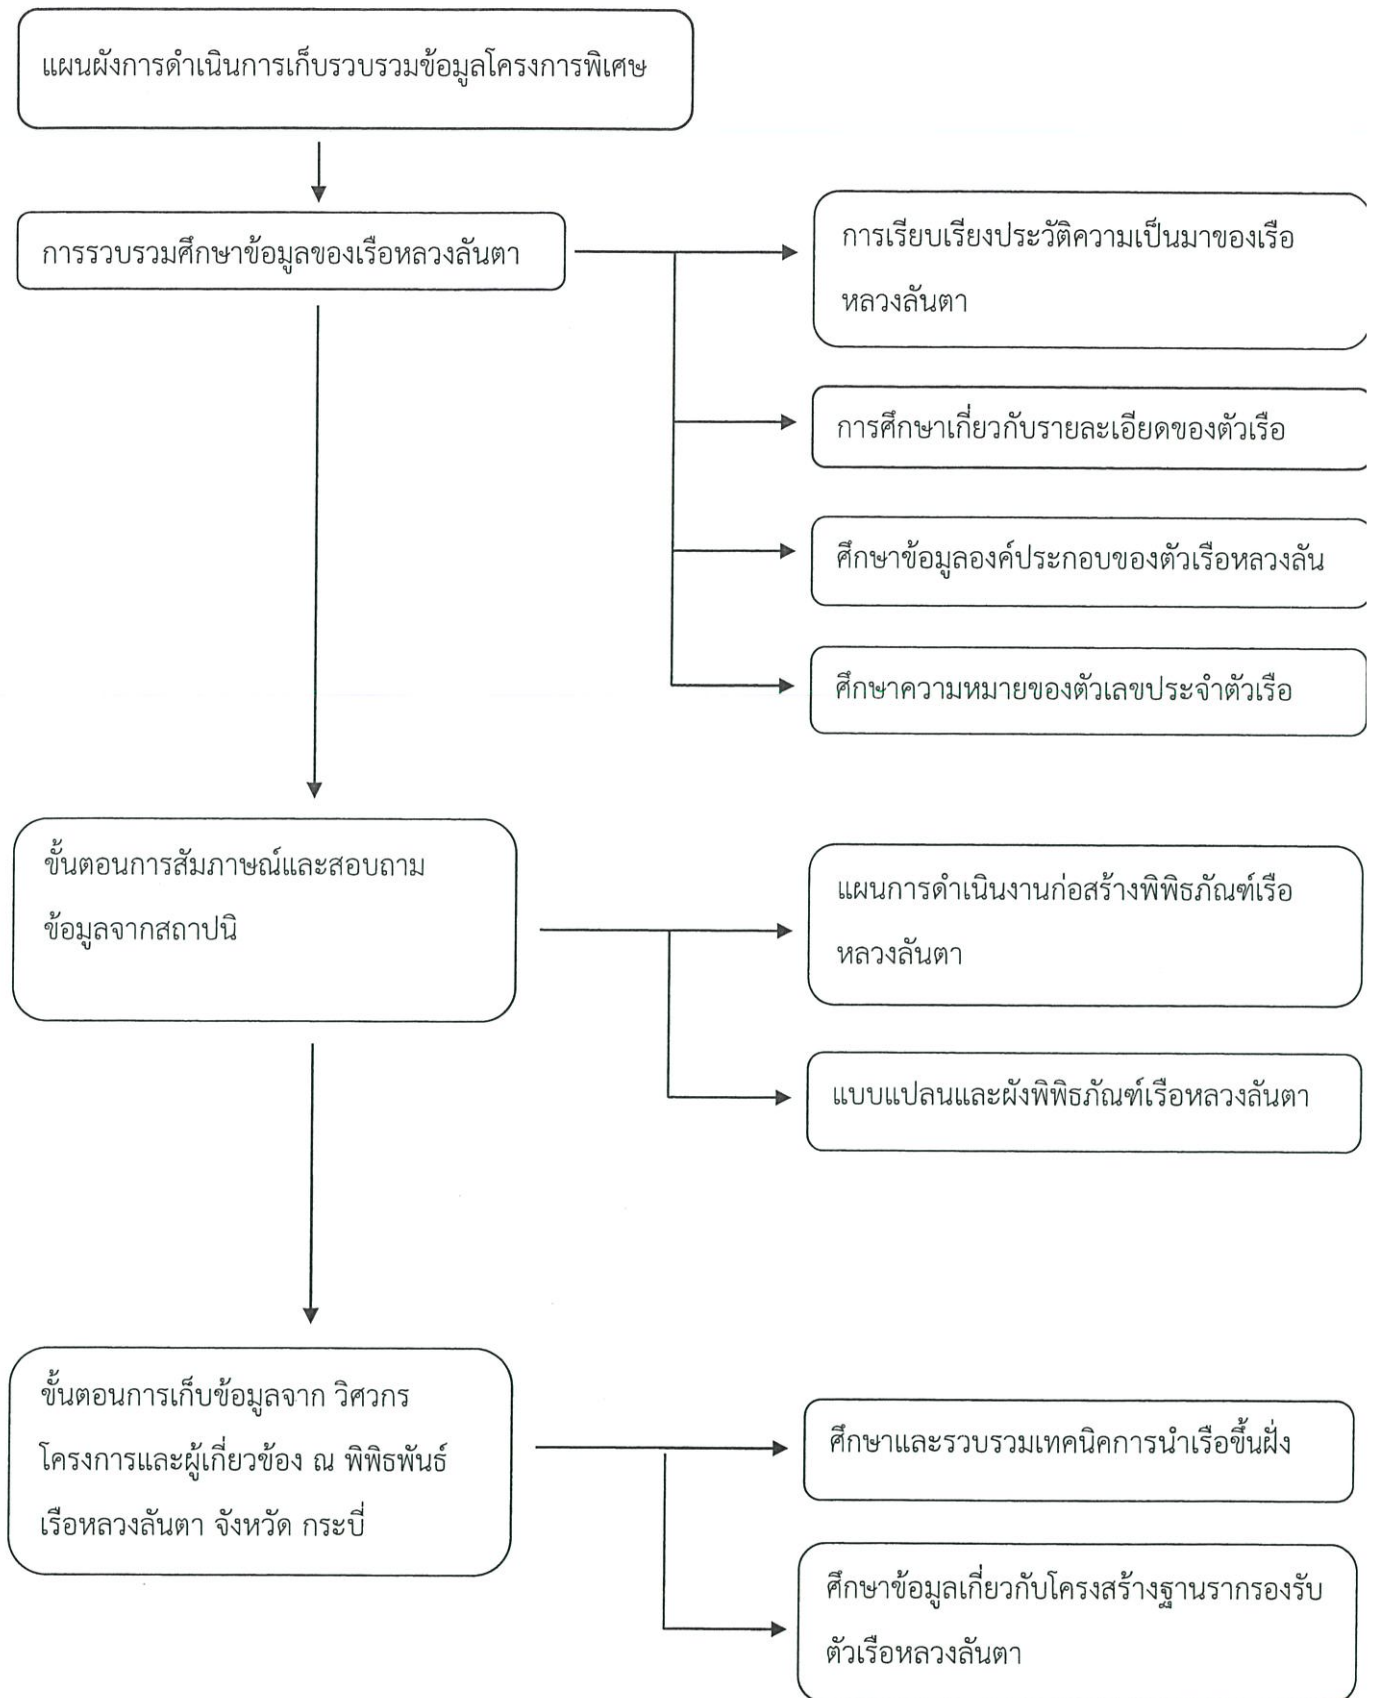 แผนผังการดำเนินการเก็บรวบรวมข้อมูลโครงการพิเศษ
การรวบรวมศึกษาข้อมูลของเรือหลวงลันตา
การเรียบเรียงประวัติความเป็นมาของเรือ
หลวงลันตา
การศึกษาเกี่ยวกับรายละเอียดของตัวเรือ
ศึกษาข้อมูลองค์ประกอบของตัวเรือหลวงลัน
ศึกษาความหมายของตัวเลขประจำตัวเรือ
ขั้นตอนการสัมภาษณ์และสอบถาม
ข้อมูลจากสถาปนิ
แผนการดำเนินงานก่อสร้างพิพิธภัณฑ์เรือ
หลวงลันตา
แบบแปลนและผังพิพิธภัณฑ์เรือหลวงลันตา
ขั้นตอนการเก็บข้อมูลจาก วิศวกร
โครงการและผู้เกี่ยวข้อง ณ พิพิธพันธ์
เรือหลวงลันตา จังหวัด กระบี่
ศึกษาและรวบรวมเทคนิคการนำเรือขึ้นฝั่ง
ศึกษาข้อมูลเกี่ยวกับโครงสร้างฐานรากรองรับ
ตัวเรือหลวงลันตา